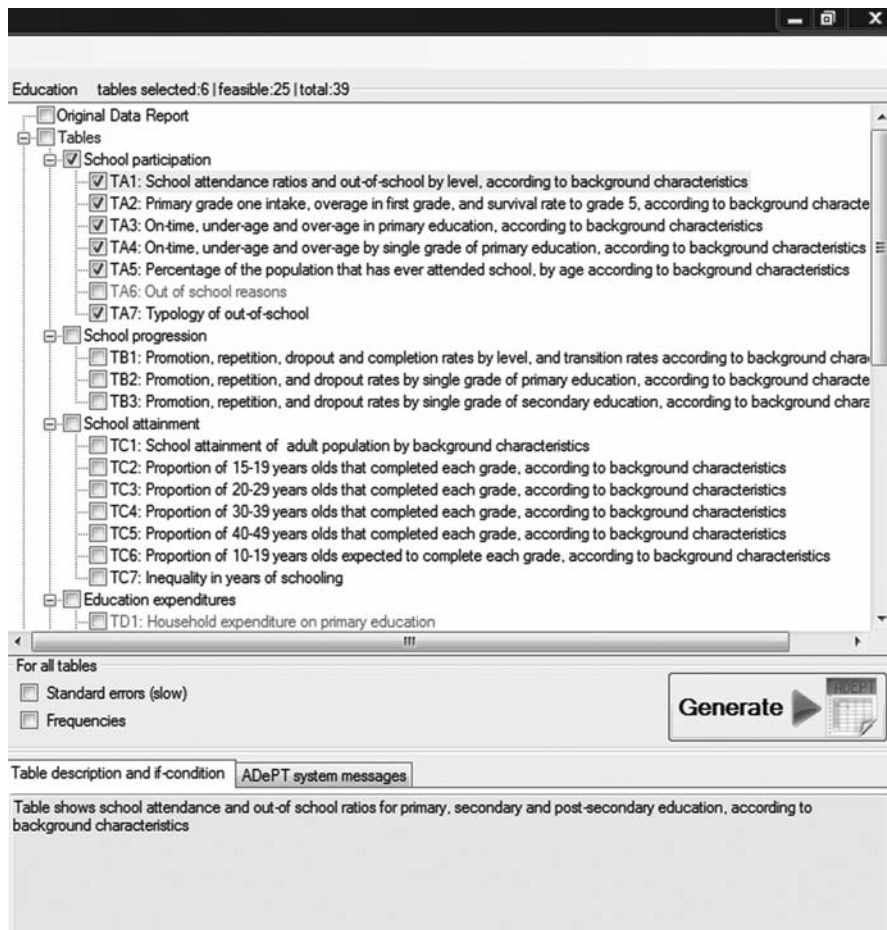 Education tables selected:6 | feasible:25 | total:39
Original Data Report
Tables
School participation
TA1: School attendance ratios and out-of-school by level, according to background characteristics
TA2: Primary grade one intake, overage in first grade, and survival rate to grade 5, according to background characte
TA3: On-time, under-age and over-age in primary education, according to background characteristics
TA4: On-time, under-age and over-age by single grade of primary education, according to background characteristics
TA5: Percentage of the population that has ever attended school, by age according to background characteristics
TA6: Out of school reasons
TA7: Typology of out-of-school
School progression
TB1: Promotion, repetition, dropout and completion rates by level, and transition rates according to background chara
TB2: Promotion, repetition, and dropout rates by single grade of primary education, according to background characte
TB3: Promotion, repetition, and dropout rates by single grade of secondary education, according to background chara
School attainment
TC1: School attainment of adult population by background characteristics
TC2: Proportion of 15-19 years olds that completed each grade, according to background characteristics
TC3: Proportion of 20-29 years olds that completed each grade, according to background characteristics
TC4: Proportion of 30-39 years olds that completed each grade, according to background characteristics
TC5: Proportion of 40-49 years olds that completed each grade, according to background characteristics
TC6: Proportion of 10-19 years olds expected to complete each grade, according to background characteristics
TC7: Inequality in years of schooling
Education expenditures
TD1: Household expenditure on primary education
For all tables
Standard errors (slow)
Frequencies
Generate ADEPT
Table description and if-condition ADePT system messages
Table shows school attendance and out-of school ratios for primary, secondary and post-secondary education, according to
background characteristics